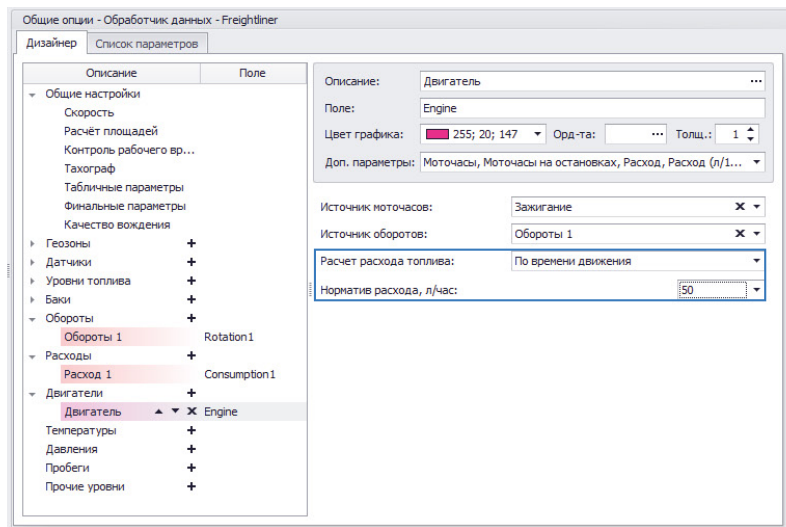 Общие опции - Обработчик данных - Freightliner
Дизайнер Список параметров
Описание Поле
Общие настройки
Скорость
Расчёт площадей
Контроль рабочего вр...
Тахограф
Табличные параметры
Финальные параметры
Качество вождения
Геозоны +
Датчики +
Уровни топлива +
Баки +
Обороты +
Обороты 1 Rotation1
Расходы +
Расход 1 Consumption1
Двигатели +
Двигатель Engine
Температуры +
Давления +
Пробеги +
Прочие уровни +
Описание: Двигатель ...
Поле: Engine
Цвет графика: 255; 20; 147 Орд-та: ... Толщ.: 1
Доп. параметры: Моточасы, Моточасы на остановках, Расход, Расход (л/1...
Источник моточасов: Зажигание
Источник оборотов: Обороты 1
Расчет расхода топлива: По времени движения
Норматив расхода, л/час: 50